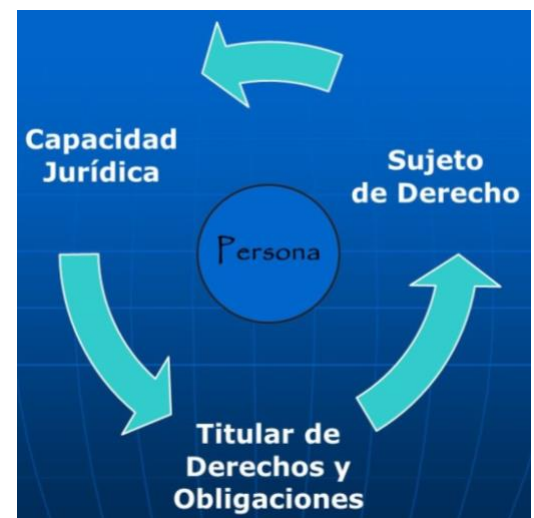 Capacidad
Jurídica
Sujeto
de Derecho
Persona
Titular de
Derechos y
Obligaciones